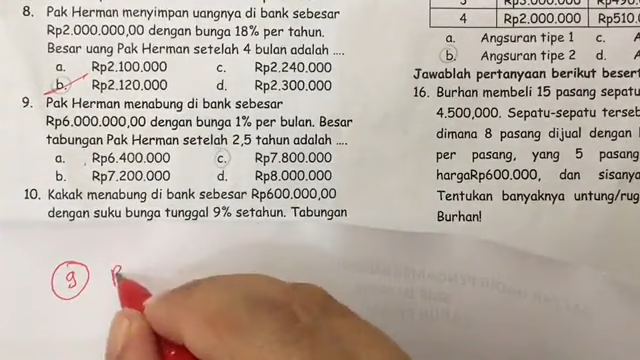 8. Pak Herman menyimpan uangnya di bank sebesar
Rp2.000.000,00 dengan bunga 18% per tahun.
Besar uang Pak Herman setelah 4 bulan adalah ....
a. Rp2.100.000 c. Rp2.240.000
b. Rp2.120.000 d. Rp2.300.000
9. Pak Herman menabung di bank sebesar
Rp6.000.000,00 dengan bunga 1% per bulan. Besar
tabungan Pak Herman setelah 2,5 tahun adalah ....
a. Rp6.400.000 c. Rp7.800.000
b. Rp7.200.000 d. Rp8.000.000
10. Kakak menabung di bank sebesar Rp600.000,00
dengan suku bunga tunggal 9% setahun. Tabungan
4 Rp2.000.000 Rp510.
a. Angsuran tipe 1 c.
b. Angsuran tipe 2 d.
Jawablah pertanyaan berikut
16. Burhan membeli 15 pasang
4.500,000. Sepatu-sepatu
dimana 8 pasang dijual dengan
per pasang, yang 5 pasang
hargaRp600.000, dan
Tentukan banyaknya
Burhan!
9